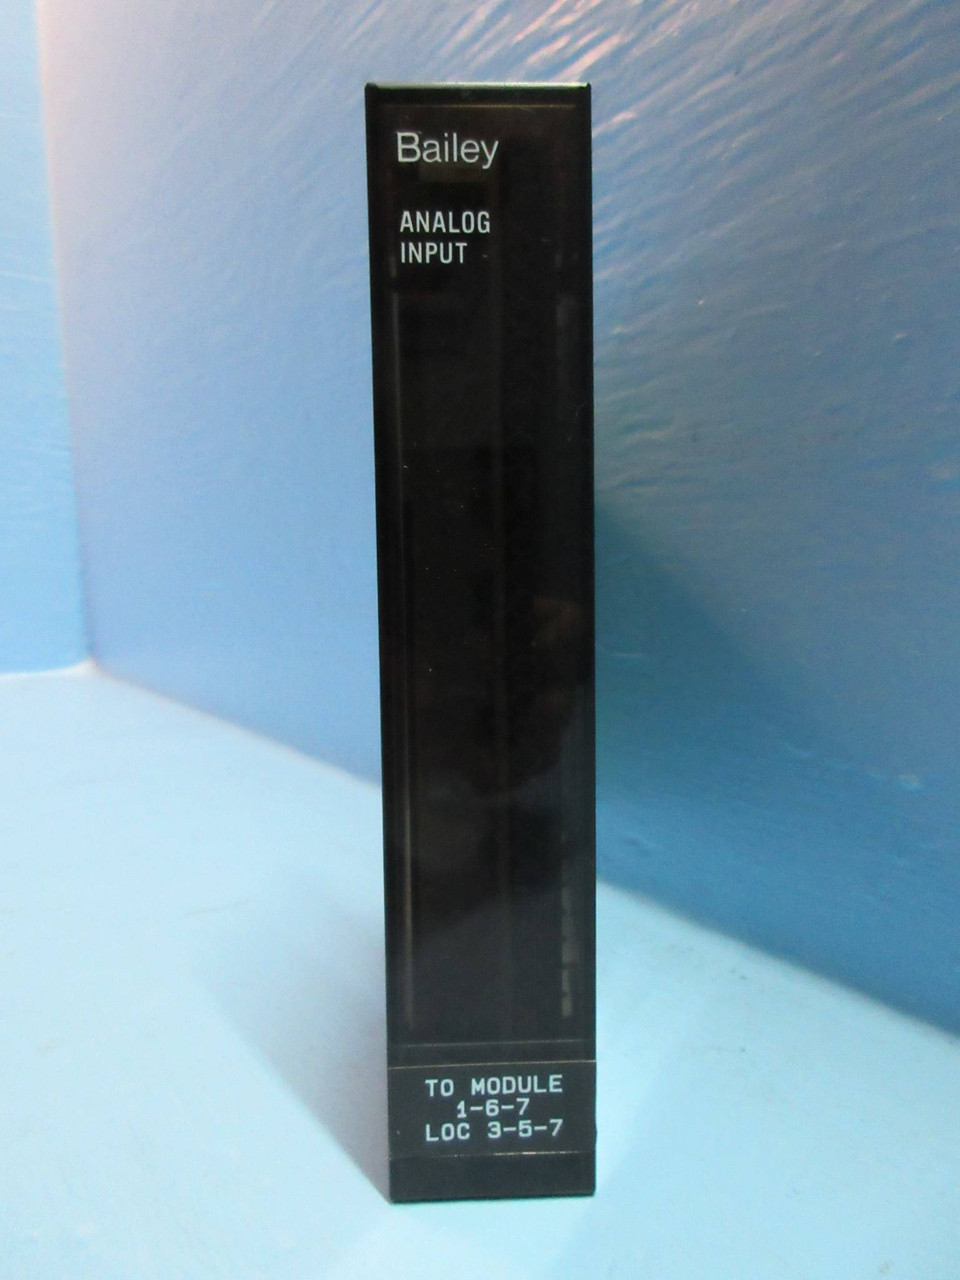 Bailey
ANALOG
INPUT
TO MODULE
1-6-7
LOC 3-5-7